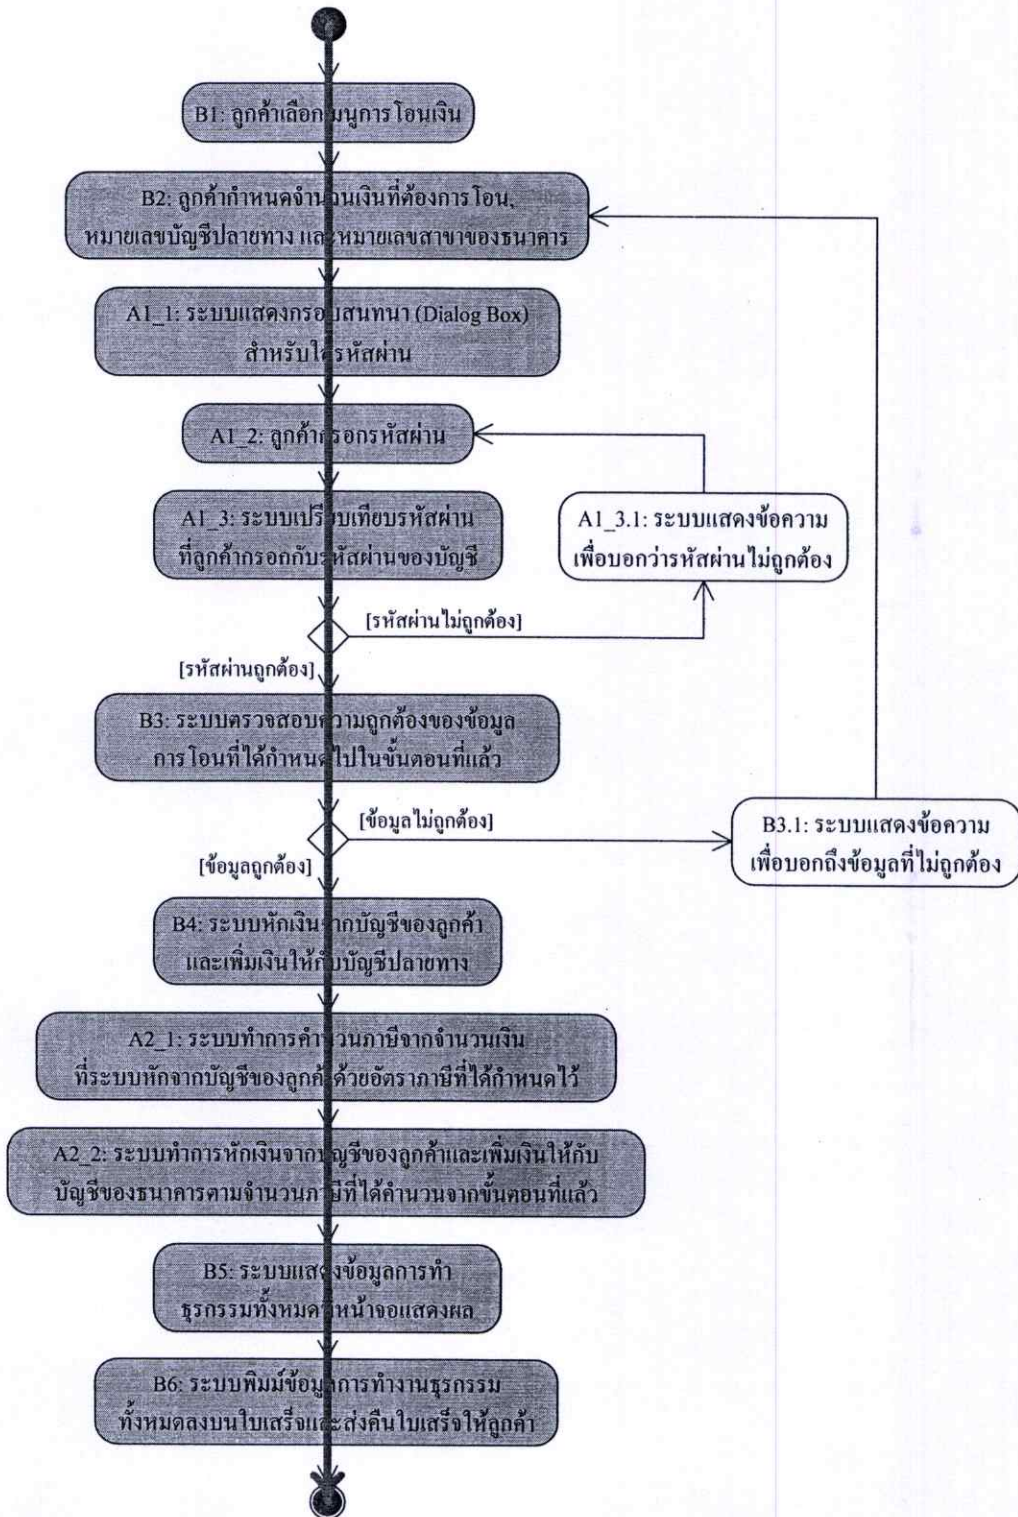 B1: ลูกค้าเลือกเมนูการโอนเงิน
B2: ลูกค้ากำหนดจำนวนเงินที่ต้องการโอน,
หมายเลขบัญชีปลายทาง และหมายเลขสาขาของธนาคาร
A1_1: ระบบแสดงกรอบสนทนา (Dialog Box)
สำหรับใส่รหัสผ่าน
A1_2: ลูกค้ากรอกรหัสผ่าน
A1_3: ระบบเปรียบเทียบรหัสผ่าน
ที่ลูกค้ากรอกกับรหัสผ่านของบัญชี
A1_3.1: ระบบแสดงข้อความ
เพื่อบอกว่ารหัสผ่านไม่ถูกต้อง
[รหัสผ่านไม่ถูกต้อง]
[รหัสผ่านถูกต้อง]
B3: ระบบตรวจสอบความถูกต้องของข้อมูล
การโอนที่ได้กำหนดไปในขั้นตอนที่แล้ว
[ข้อมูลไม่ถูกต้อง]
B3.1: ระบบแสดงข้อความ
เพื่อบอกถึงข้อมูลที่ไม่ถูกต้อง
[ข้อมูลถูกต้อง]
B4: ระบบหักเงินจากบัญชีของลูกค้า
และเพิ่มเงินให้กับบัญชีปลายทาง
A2_1: ระบบทำการคำนวนภาษีจากจำนวนเงิน
ที่ระบบหักจากบัญชีของลูกค้าด้วยอัตราภาษีที่ได้กำหนดไว้
A2_2: ระบบทำการหักเงินจากบัญชีของลูกค้าและเพิ่มเงินให้กับ
บัญชีของธนาคารตามจำนวนภาษีที่ได้คำนวนจากขั้นตอนที่แล้ว
B5: ระบบแสดงข้อมูลการทำ
ธุรกรรมทั้งหมดที่หน้าจอแสดงผล
B6: ระบบพิมม์ข้อมูลการทำงานธุรกรรม
ทั้งหมดลงบนใบเสร็จและส่งคืนใบเสร็จให้ลูกค้า